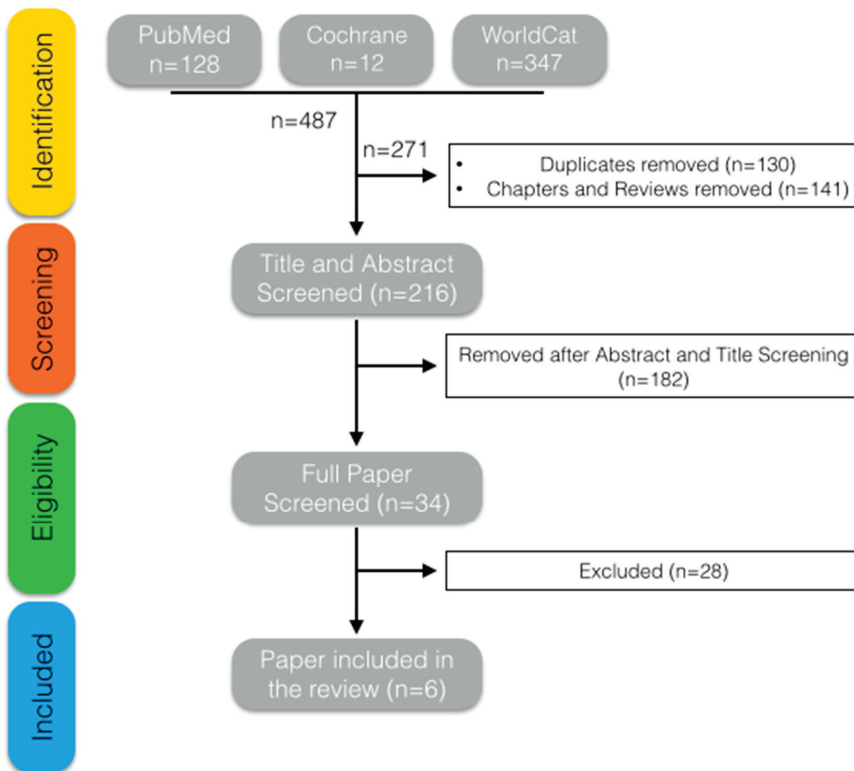 Identification
PubMed
n=128
Cochrane
n=12
WorldCat
n=347
n=487
n=271
• Duplicates removed (n=130)
• Chapters and Reviews removed (n=141)
Screening
Title and Abstract
Screened (n=216)
Removed after Abstract and Title Screening
(n=182)
Eligibility
Full Paper
Screened (n=34)
Excluded (n=28)
Included
Paper included in
the review (n=6)